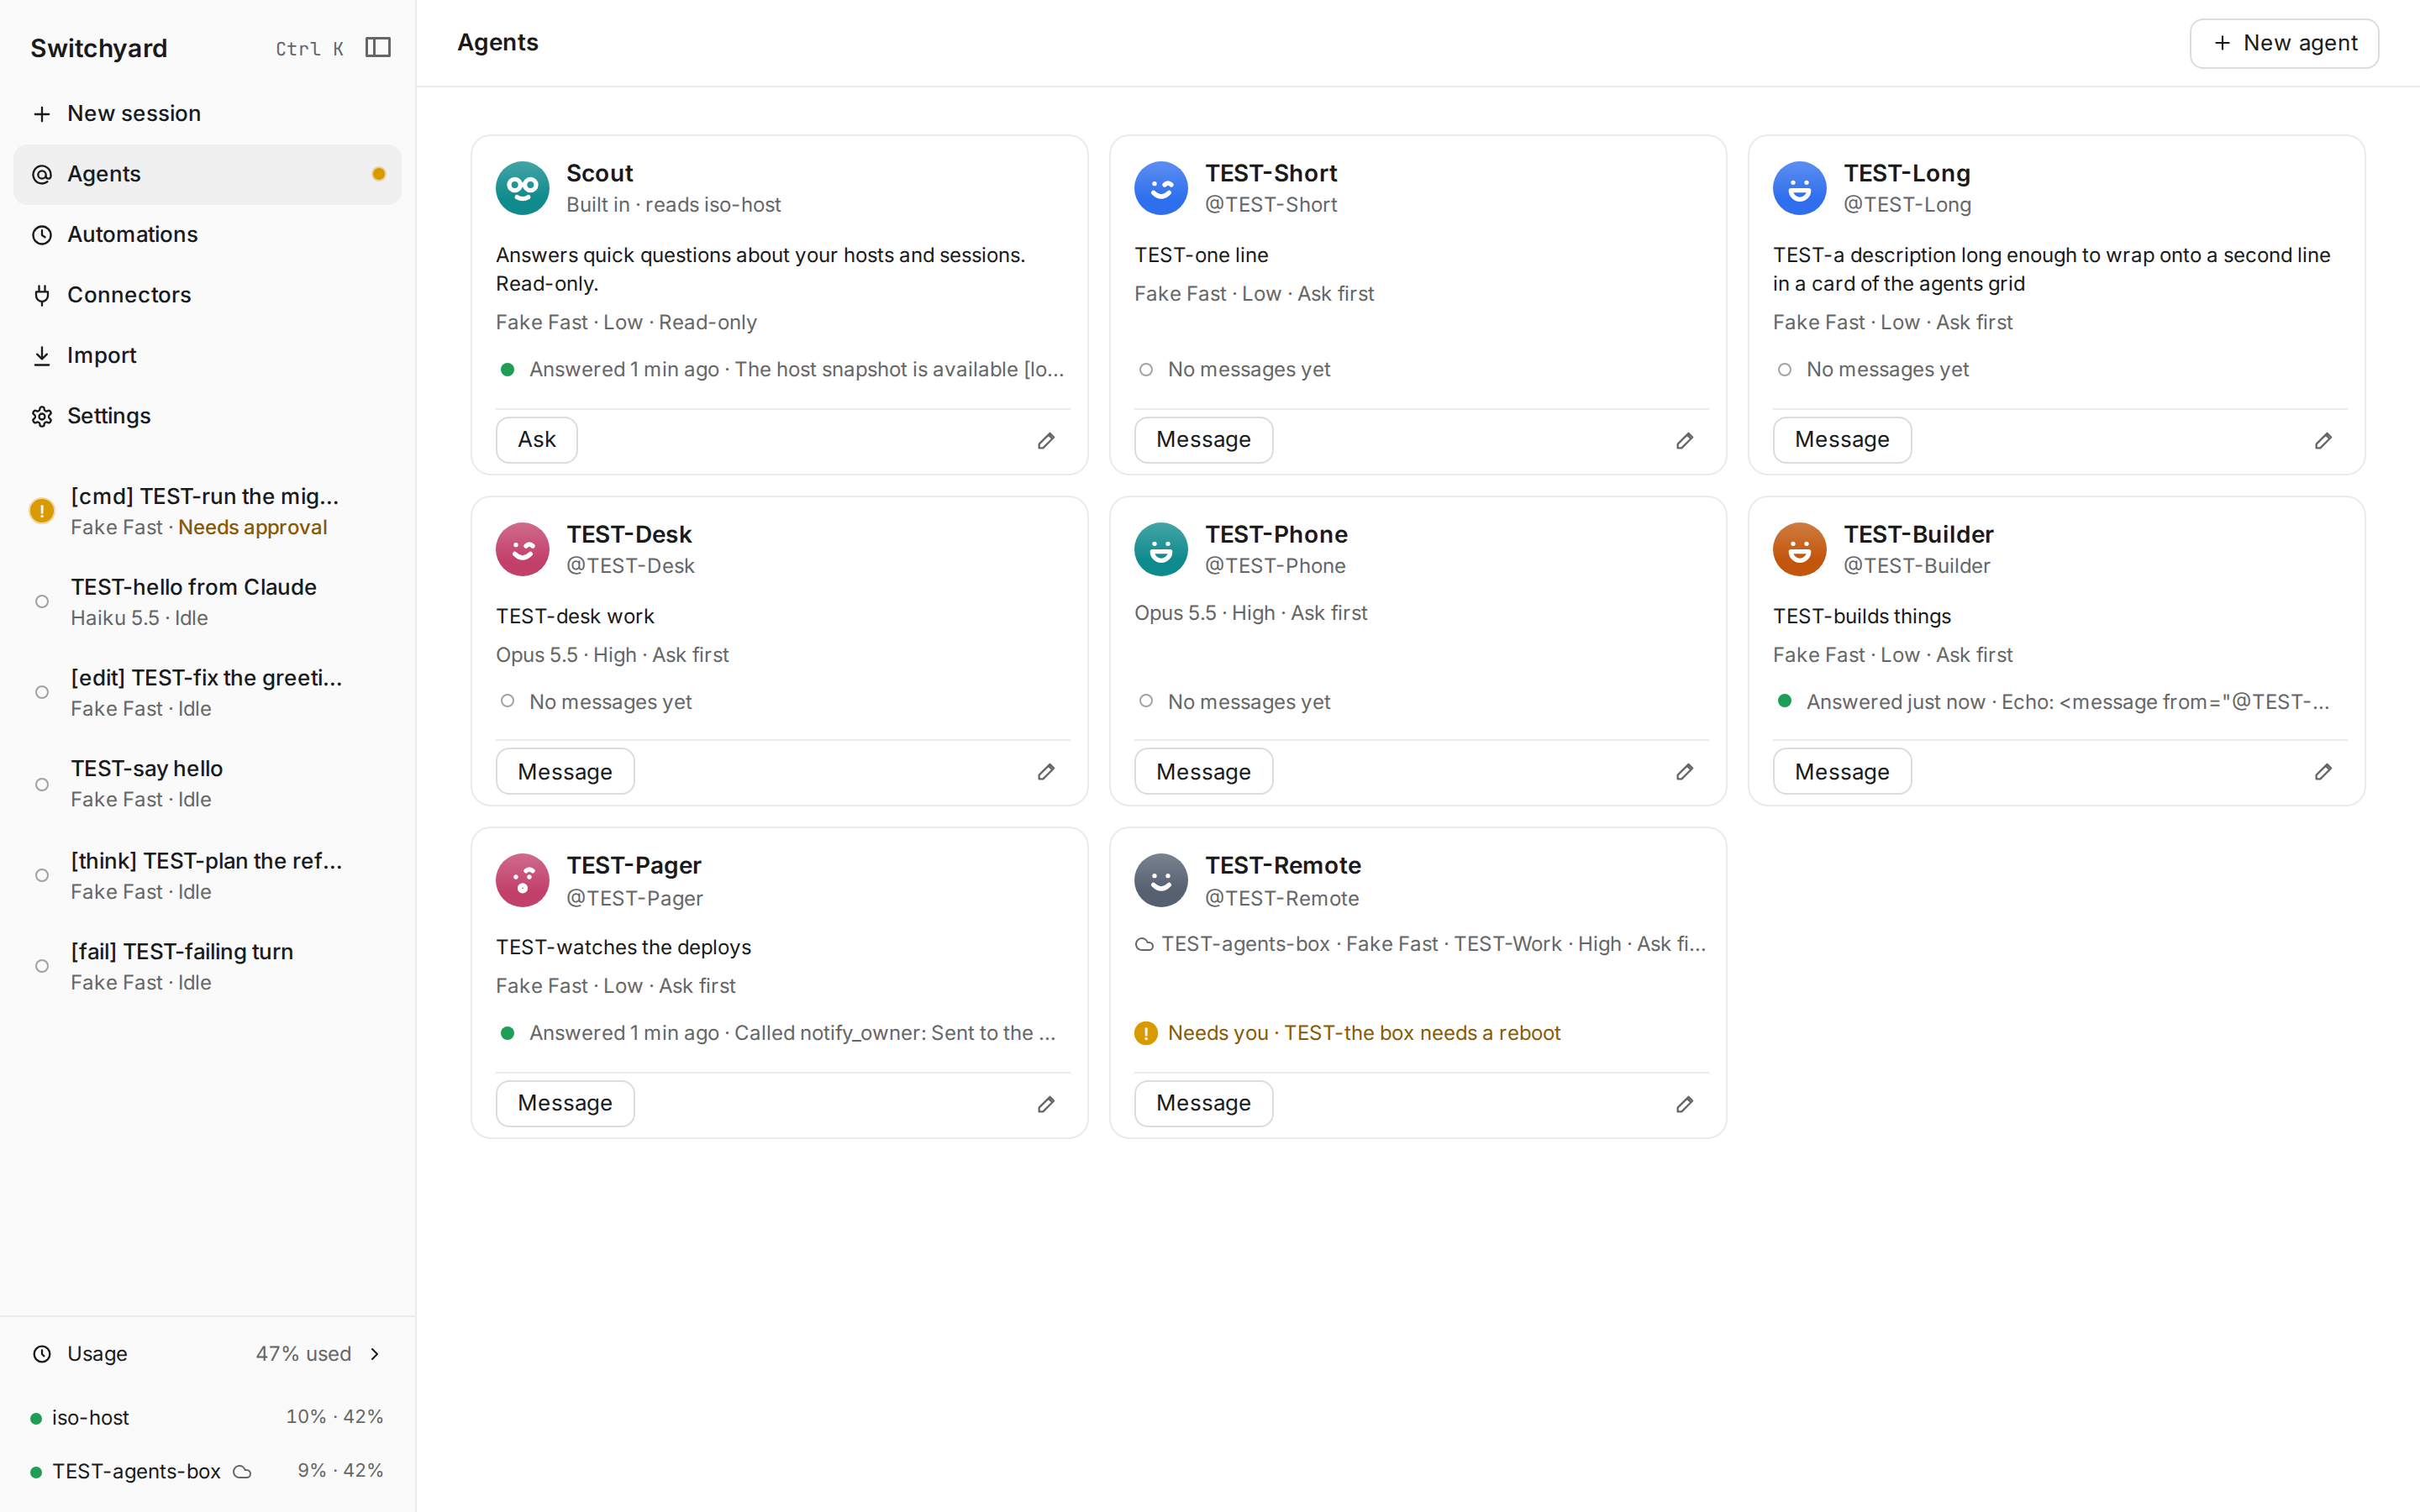 Switchyard
Ctrl K
New session
Agents
Automations
Connectors
Import
Settings
[cmd] TEST-run the mig...
Fake Fast · Needs approval
TEST-hello from Claude
Haiku 5.5 · Idle
[edit] TEST-fix the greeti...
Fake Fast · Idle
TEST-say hello
Fake Fast · Idle
[think] TEST-plan the ref...
Fake Fast · Idle
[fail] TEST-failing turn
Fake Fast · Idle
Usage
47% used
iso-host
10% · 42%
TEST-agents-box
9% · 42%
Agents
New agent
Scout
Built in · reads iso-host
Answers quick questions about your hosts and sessions.
Read-only.
Fake Fast · Low · Read-only
Answered 1 min ago · The host snapshot is available [lo...
Ask
TEST-Short
@TEST-Short
TEST-one line
Fake Fast · Low · Ask first
No messages yet
Message
TEST-Long
@TEST-Long
TEST-a description long enough to wrap onto a second line
in a card of the agents grid
Fake Fast · Low · Ask first
No messages yet
Message
TEST-Desk
@TEST-Desk
TEST-desk work
Opus 5.5 · High · Ask first
No messages yet
Message
TEST-Phone
@TEST-Phone
Opus 5.5 · High · Ask first
No messages yet
Message
TEST-Builder
@TEST-Builder
TEST-builds things
Fake Fast · Low · Ask first
Answered just now · Echo: <message from="@TEST-...
Message
TEST-Pager
@TEST-Pager
TEST-watches the deploys
Fake Fast · Low · Ask first
Answered 1 min ago · Called notify_owner: Sent to the ...
Message
TEST-Remote
@TEST-Remote
TEST-agents-box · Fake Fast · TEST-Work · High · Ask fi...
Needs you · TEST-the box needs a reboot
Message